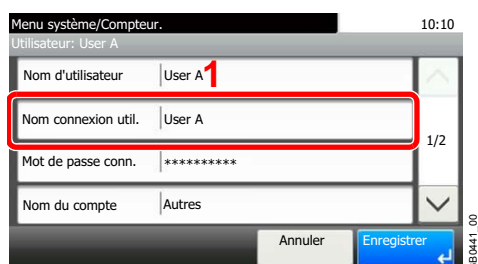 Menu système/Compteur. 10:10
Utilisateur: User A
Nom d'utilisateur User A 1
Nom connexion util. User A
1/2
Mot de passe conn. **********
Nom du compte Autres
Annuler Enregistrer
B0441_00